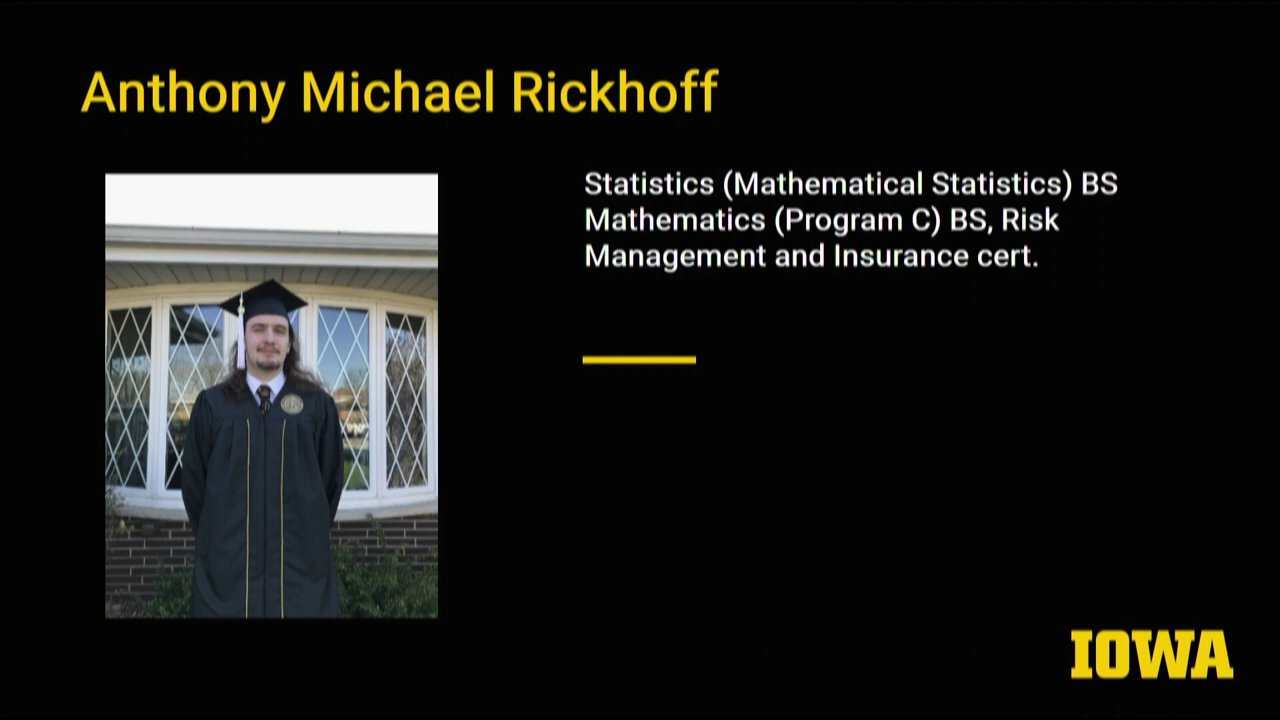 Anthony Michael Rickhoff
Statistics (Mathematical Statistics) BS
Mathematics (Program C) BS, Risk
Management and Insurance cert.
IOWA